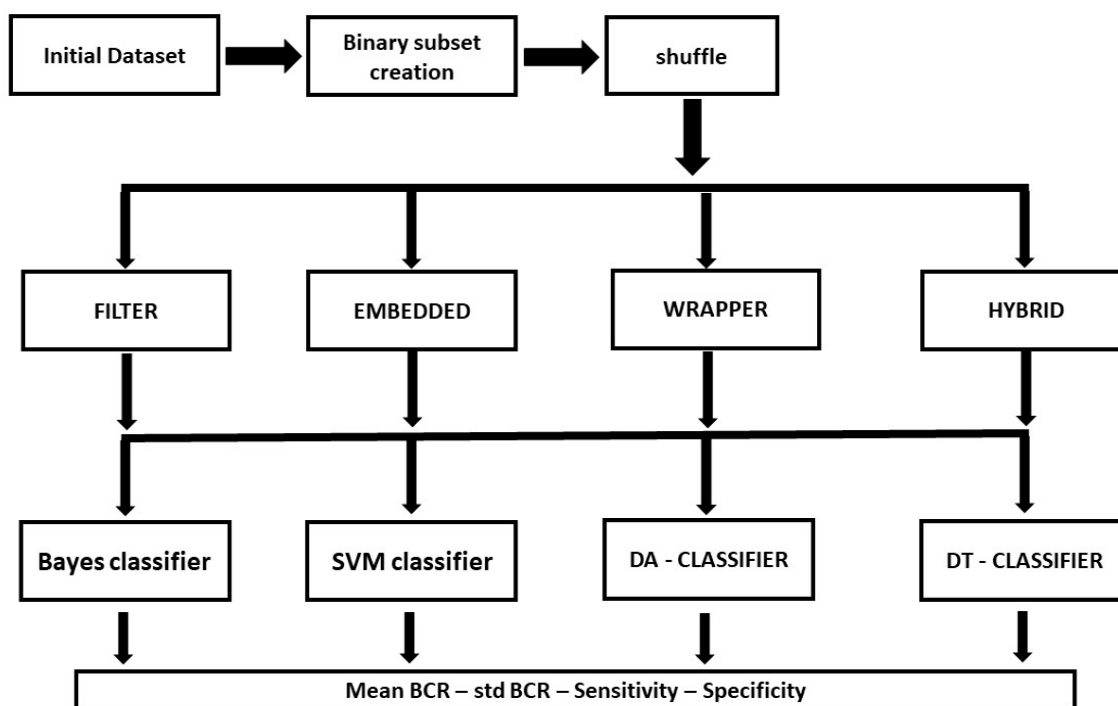 Initial Dataset
Binary subset
creation
shuffle
FILTER
EMBEDDED
WRAPPER
HYBRID
Bayes classifier
SVM classifier
DA - CLASSIFIER
DT - CLASSIFIER
Mean BCR – std BCR – Sensitivity – Specificity